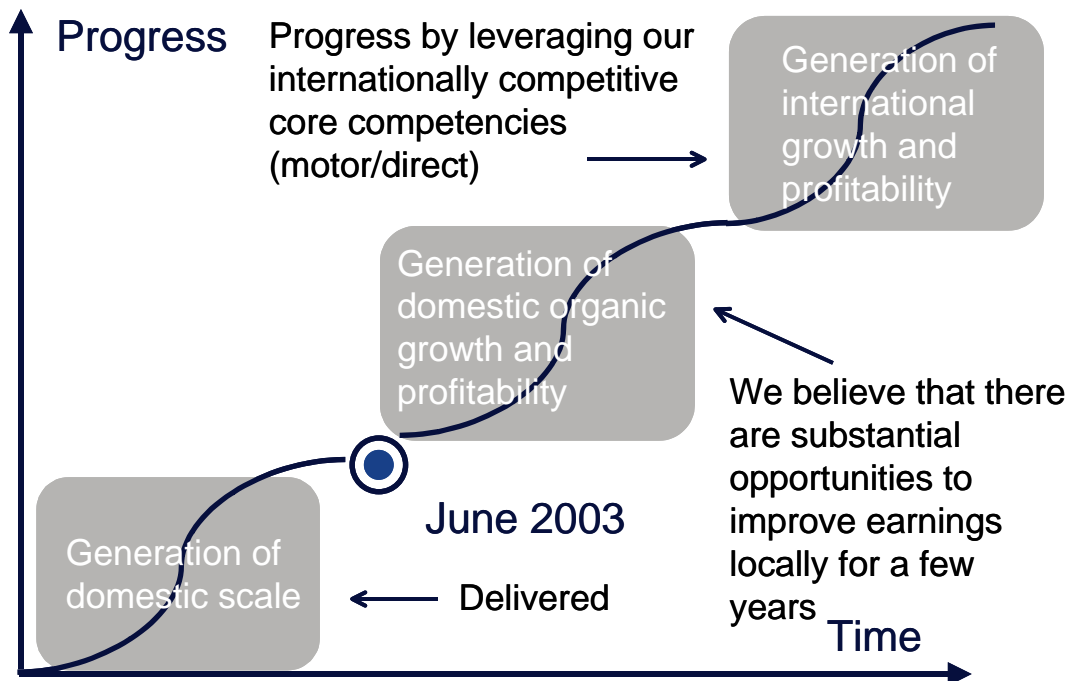 Progress
Progress by leveraging our
internationally competitive
core competencies
(motor/direct)
Generation of
international
growth and
profitability
Generation of
domestic organic
growth and
profitability
We believe that there
are substantial
opportunities to
improve earnings
locally for a few
years
June 2003
Generation of
domestic scale
Delivered
Time